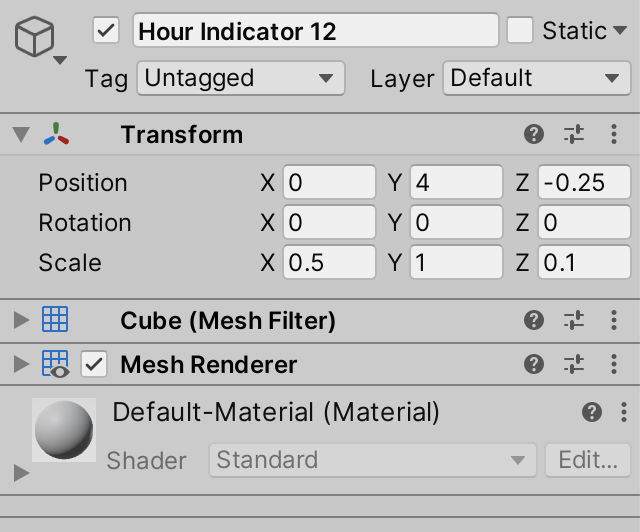 Hour Indicator 12 Static
Tag Untagged Layer Default
Transform
Position X 0 Y 4 Z -0.25
Rotation X 0 Y 0 Z 0
Scale X 0.5 Y 1 Z 0.1
Cube (Mesh Filter)
Mesh Renderer
Default-Material (Material)
Shader Standard Edit...